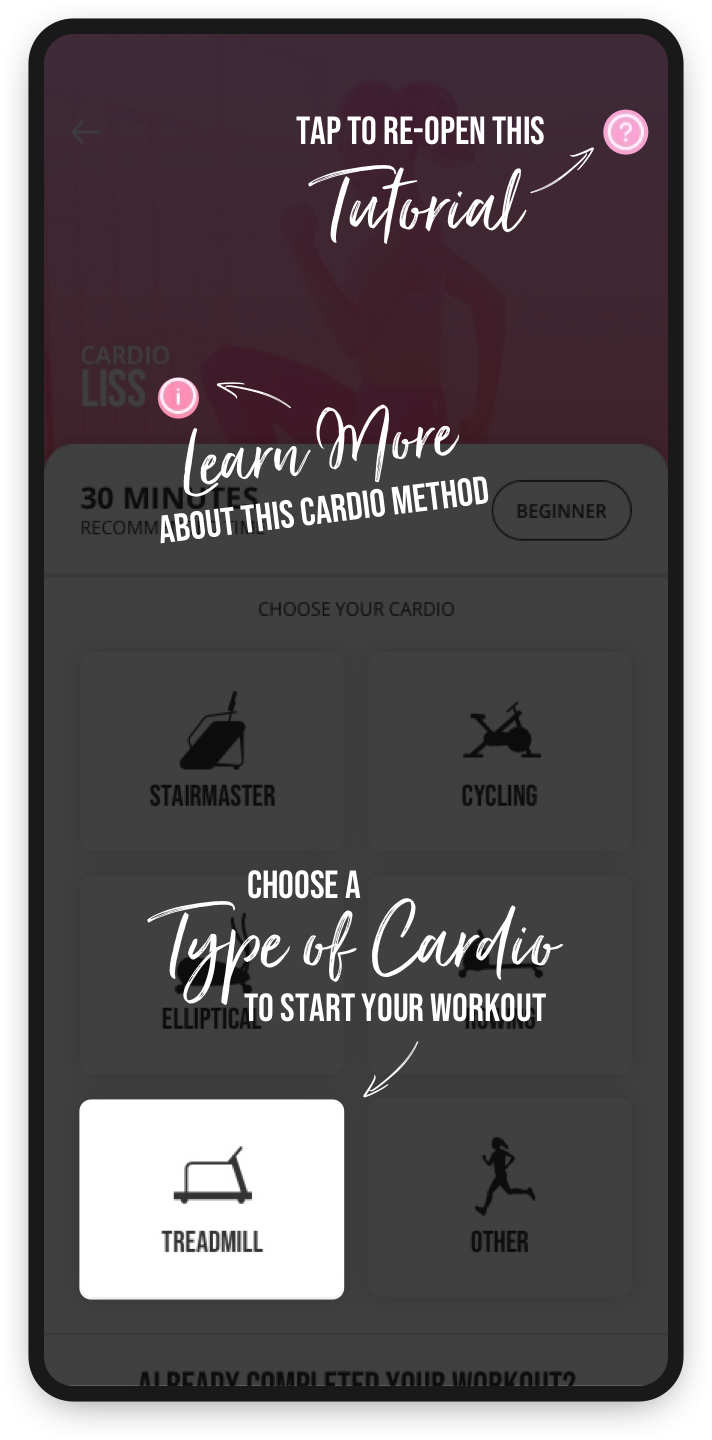 TAP TO RE-OPEN THIS
?
Tutorial
CARDIO
LISS
i
Learn More
ABOUT THIS CARDIO METHOD
30 MINUTES
BEGINNER
CHOOSE YOUR CARDIO
STAIRMASTER
CYCLING
CHOOSE A
Type of Cardio
TO START YOUR WORKOUT
ELLIPTICAL
ROWING
TREADMILL
OTHER
ALREADY COMPLETED YOUR WORKOUT?